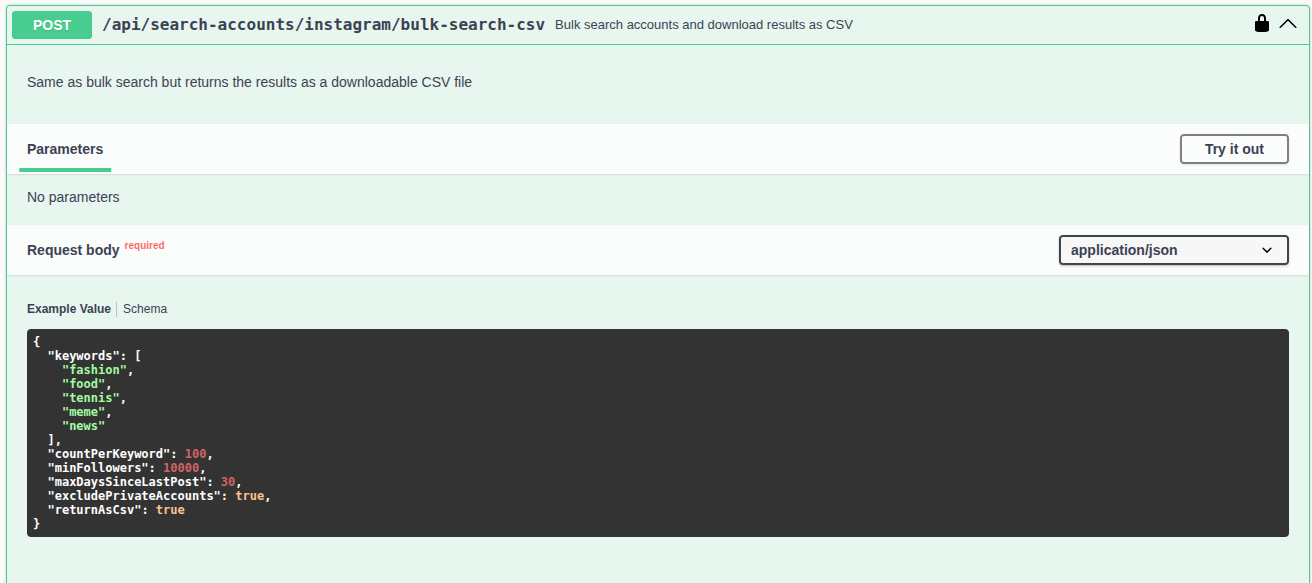 POST /api/search-accounts/instagram/bulk-search-csv Bulk search accounts and download results as CSV
Same as bulk search but returns the results as a downloadable CSV file
Parameters Try it out
No parameters
Request body required application/json
Example Value Schema
{
  "keywords": [
    "fashion",
    "food",
    "tennis",
    "meme",
    "news"
  ],
  "countPerKeyword": 100,
  "minFollowers": 10000,
  "maxDaysSinceLastPost": 30,
  "excludePrivateAccounts": true,
  "returnAsCsv": true
}